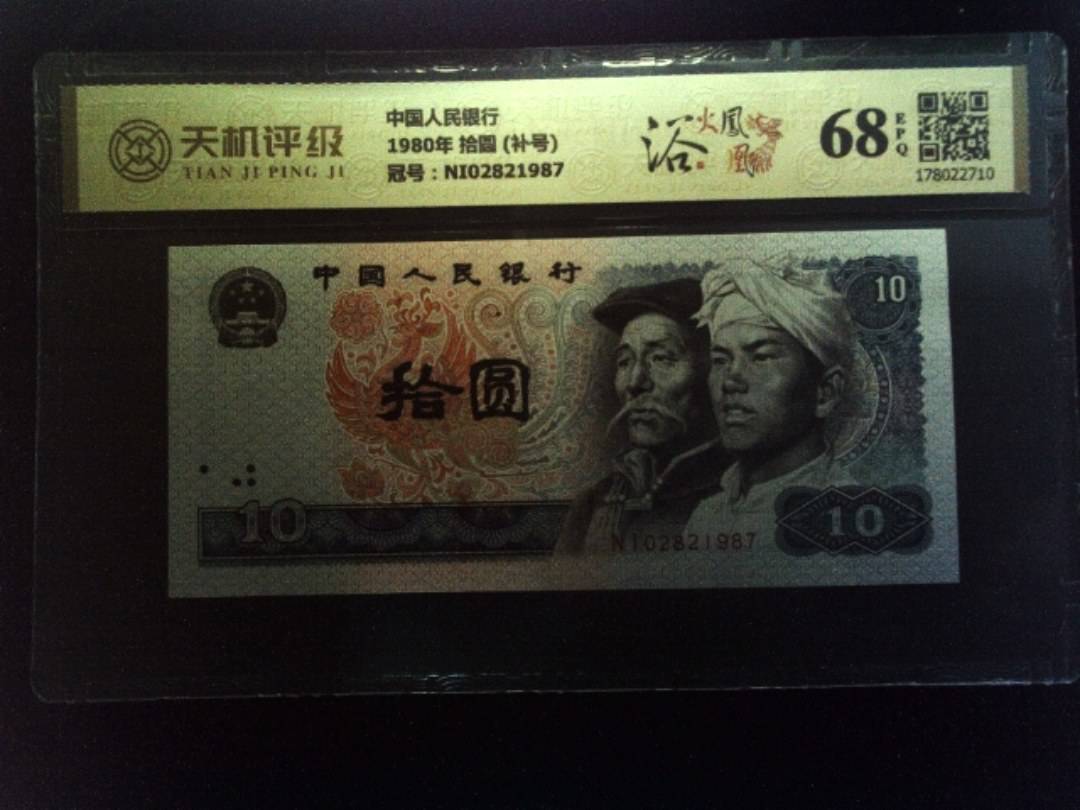 天机评级
TIAN JI PING JI
中国人民银行
1980年 拾圆 (补号)
冠号：NI02821987
浴火鳳凰
68
EPQ
178022710
中国人民银行
10
拾圆
10
10
NI02821987